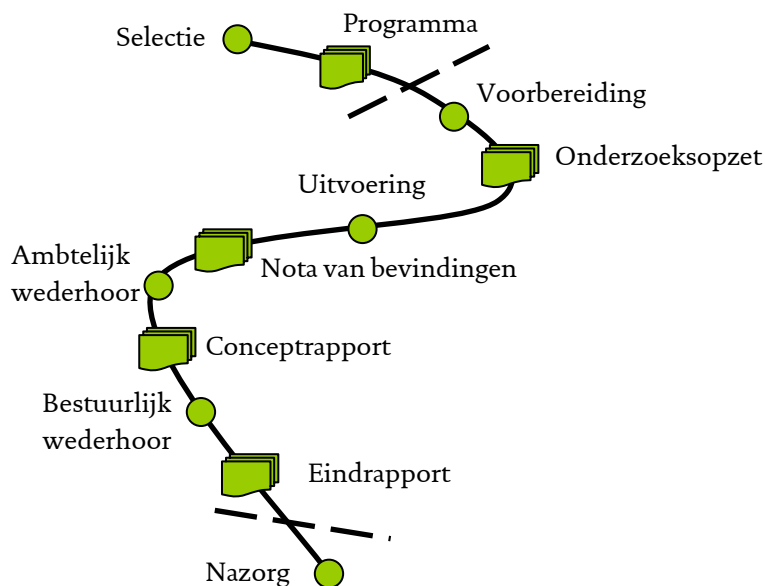 Selectie
Programma
Voorbereiding
Onderzoeksopzet
Uitvoering
Nota van bevindingen
Ambtelijk
wederhoor
Conceptrapport
Bestuurlijk
wederhoor
Eindrapport
Nazorg